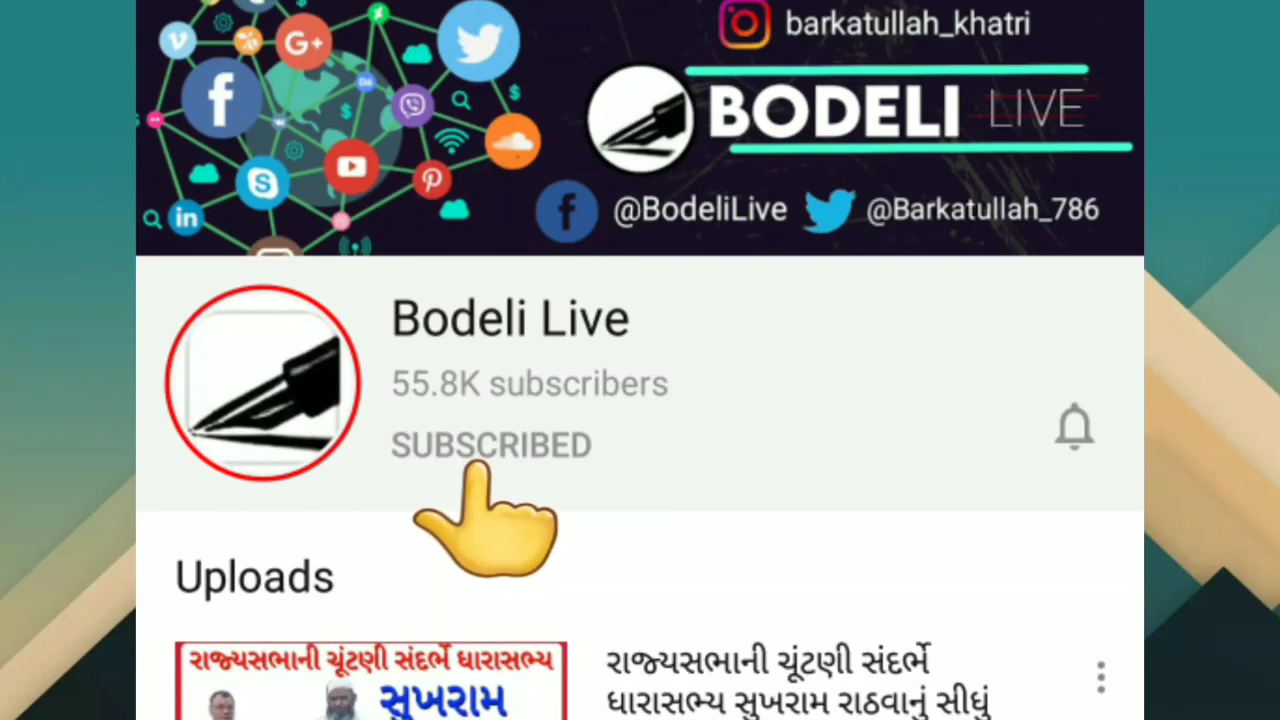 barkatullah_khatri
BODELI LIVE
@BodeliLive @Barkatullah_786
Bodeli Live
55.8K subscribers
SUBSCRIBED
Uploads
રાજ્યસભાની ચૂંટણી સંદર્ભે ધારાસભ્ય
સુખરામ
રાજ્યસભાની ચૂંટણી સંદર્ભે
ધારાસભ્ય સુખરામ રાઠવાનું સીધું